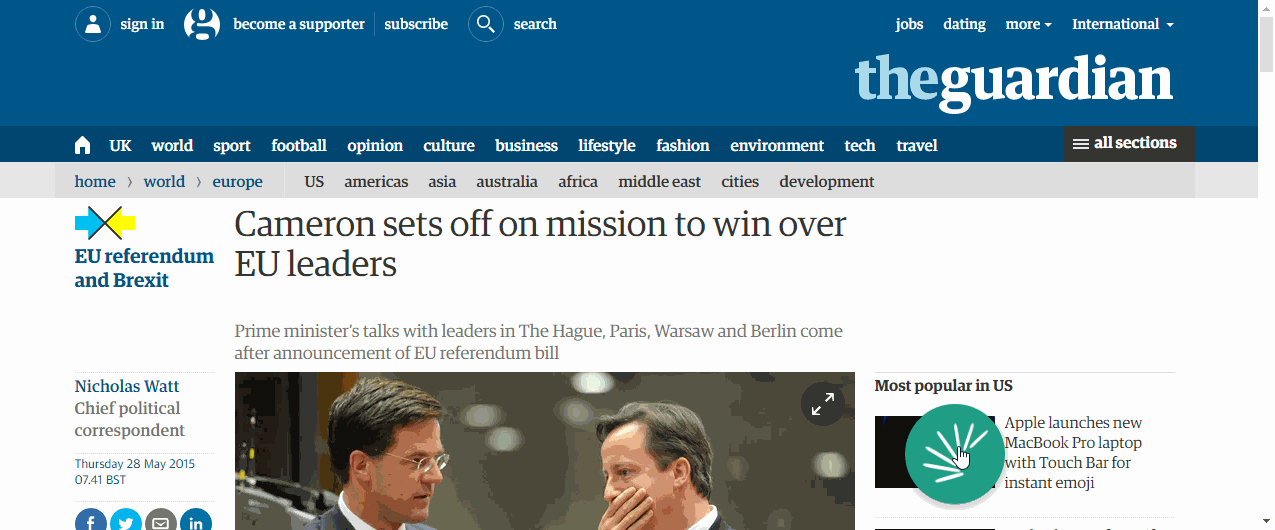 sign in become a supporter subscribe search jobs dating more International
theguardian
UK world sport football opinion culture business lifestyle fashion environment tech travel all sections
home › world › europe US americas asia australia africa middle east cities development
EU referendum
and Brexit
Cameron sets off on mission to win over
EU leaders
Prime minister's talks with leaders in The Hague, Paris, Warsaw and Berlin come
after announcement of EU referendum bill
Nicholas Watt
Chief political
correspondent
Thursday 28 May 2015
07.41 BST
Most popular in US
Apple launches new
MacBook Pro laptop
with Touch Bar for
instant emoji